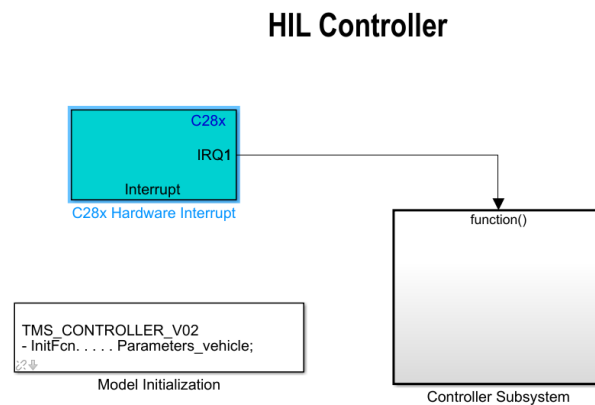 HIL Controller
C28x
IRQ1
Interrupt
C28x Hardware Interrupt
function()
TMS_CONTROLLER_V02
- InitFcn. . . . . Parameters_vehicle;
Model Initialization
Controller Subsystem